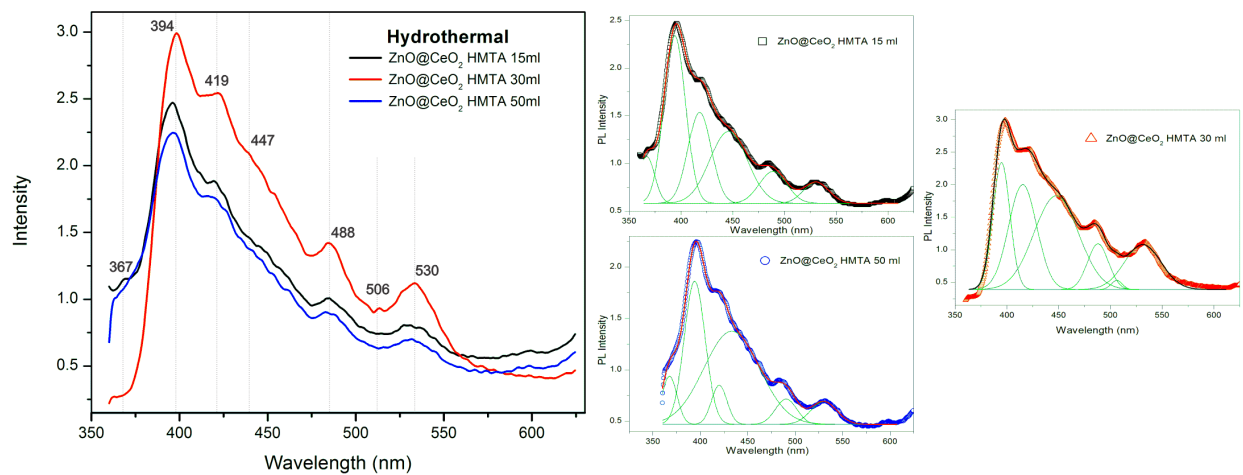 Hydrothermal
ZnO@CeO₂ HMTA 15ml
ZnO@CeO₂ HMTA 30ml
ZnO@CeO₂ HMTA 50ml
394
419
447
488
367
506
530
3.0
2.5
2.0
1.5
1.0
0.5
Intensity
350 400 450 500 550 600
Wavelength (nm)
ZnO@CeO₂ HMTA 15 ml
2.5
2.0
1.5
1.0
0.5
PL Intensity
350 400 450 500 550 600
Wavelength (nm)
ZnO@CeO₂ HMTA 50 ml
2.0
1.5
1.0
0.5
PL Intensity
350 400 450 500 550 600
Wavelength (nm)
ZnO@CeO₂ HMTA 30 ml
3.0
2.5
2.0
1.5
1.0
0.5
PL Intensity
350 400 450 500 550 600
Wavelength (nm)